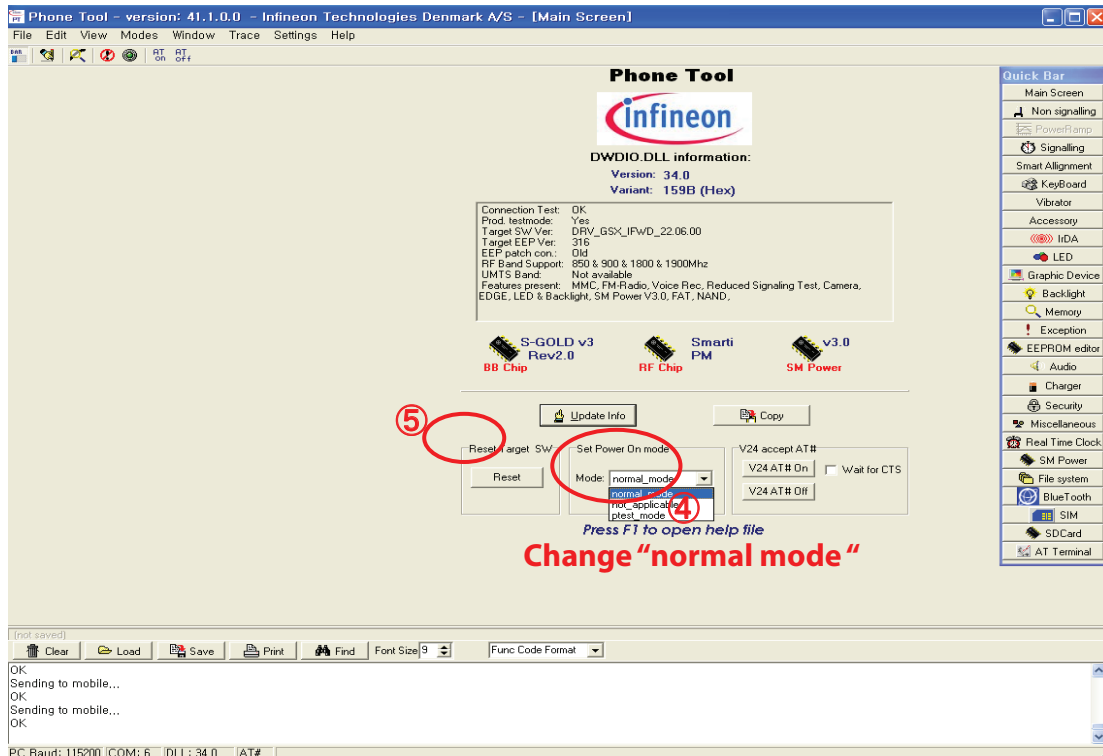 Phone Tool - version: 41.1.0.0 - Infineon Technologies Denmark A/S - [Main Screen]
File Edit View Modes Window Trace Settings Help
BAR AT on AT off
Phone Tool
infineon
DWDIO.DLL information:
Version: 34.0
Variant: 159B (Hex)
Connection Test: OK
Prod. testmode: Yes
Target SW Ver: DRV_GSX_IFWD_22.06.00
Target EEP Ver: 316
EEP patch con.: Old
RF Band Support: 850 & 900 & 1800 & 1900Mhz
UMTS Band: Not available
Features present: MMC, FM-Radio, Voice Rec, Reduced Signaling Test, Camera,
EDGE, LED & Backlight, SM Power V3.0, FAT, NAND,
S-GOLD v3
Rev2.0
BB Chip
Smarti
PM
RF Chip
v3.0
SM Power
Update Info
Copy
⑤
Reset Target SW
Reset
Set Power On mode
Mode: normal_mode
normal_mode
not_applicable
ptest_mode
④
V24 accept AT#
V24 AT# On
Wait for CTS
V24 AT# Off
Press F1 to open help file
Change “normal mode “
Quick Bar
Main Screen
Non signalling
PowerRamp
Signalling
Smart Allignment
KeyBoard
Vibrator
Accessory
IrDA
LED
Graphic Device
Backlight
Memory
Exception
EEPROM editor
Audio
Charger
Security
Miscellaneous
Real Time Clock
SM Power
File system
BlueTooth
SIM
SDCard
AT Terminal
(not saved)
Clear Load Save Print Find Font Size 9 Func Code Format
OK
Sending to mobile...
OK
Sending to mobile...
OK
PC Baud: 115200 COM: 6 DLL: 34.0 AT#